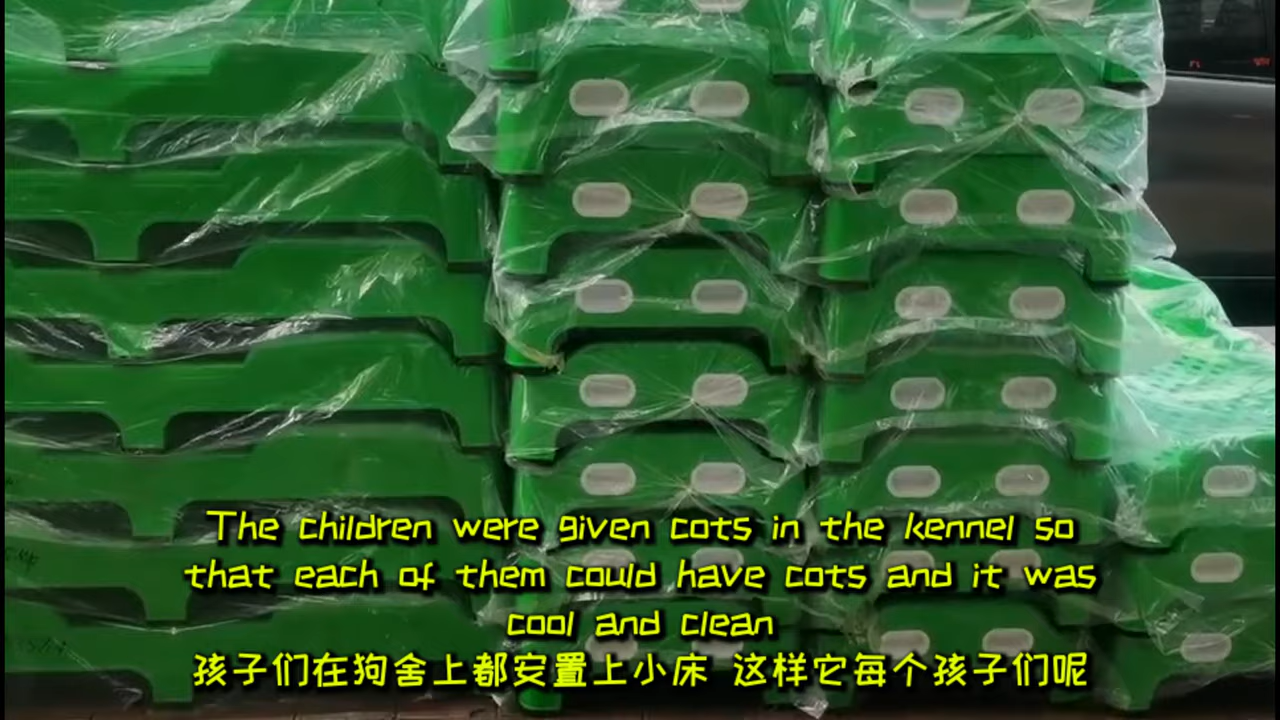 The children were given cots in the kennel so
that each of them could have cots and it was
cool and clean
孩子们在狗舍上都安置上小床 这样它每个孩子们呢